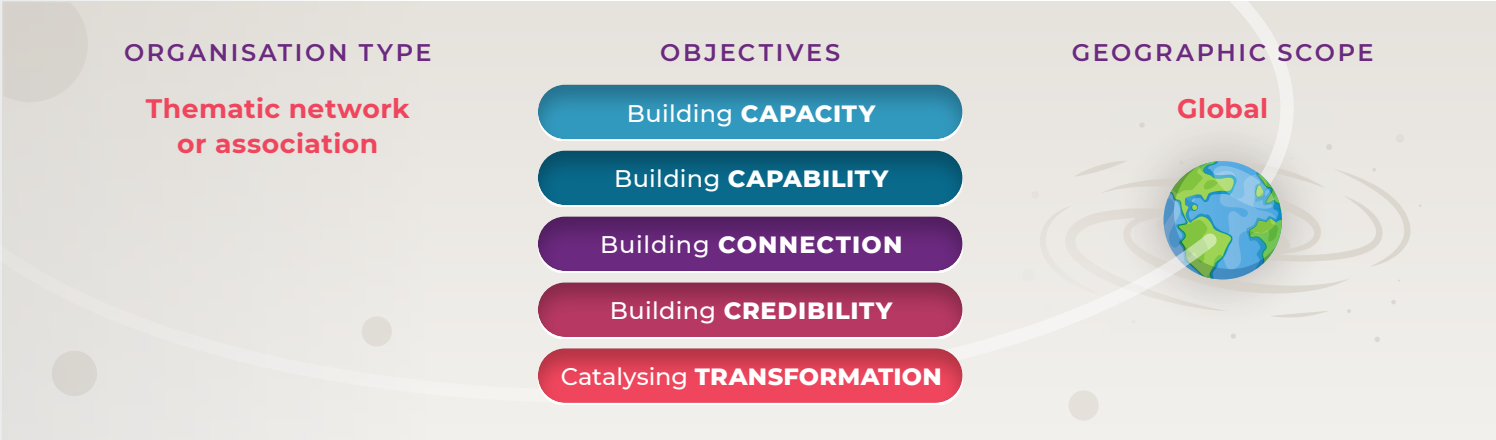 ORGANISATION TYPE
Thematic network
or association
OBJECTIVES
Building CAPACITY
Building CAPABILITY
Building CONNECTION
Building CREDIBILITY
Catalysing TRANSFORMATION
GEOGRAPHIC SCOPE
Global